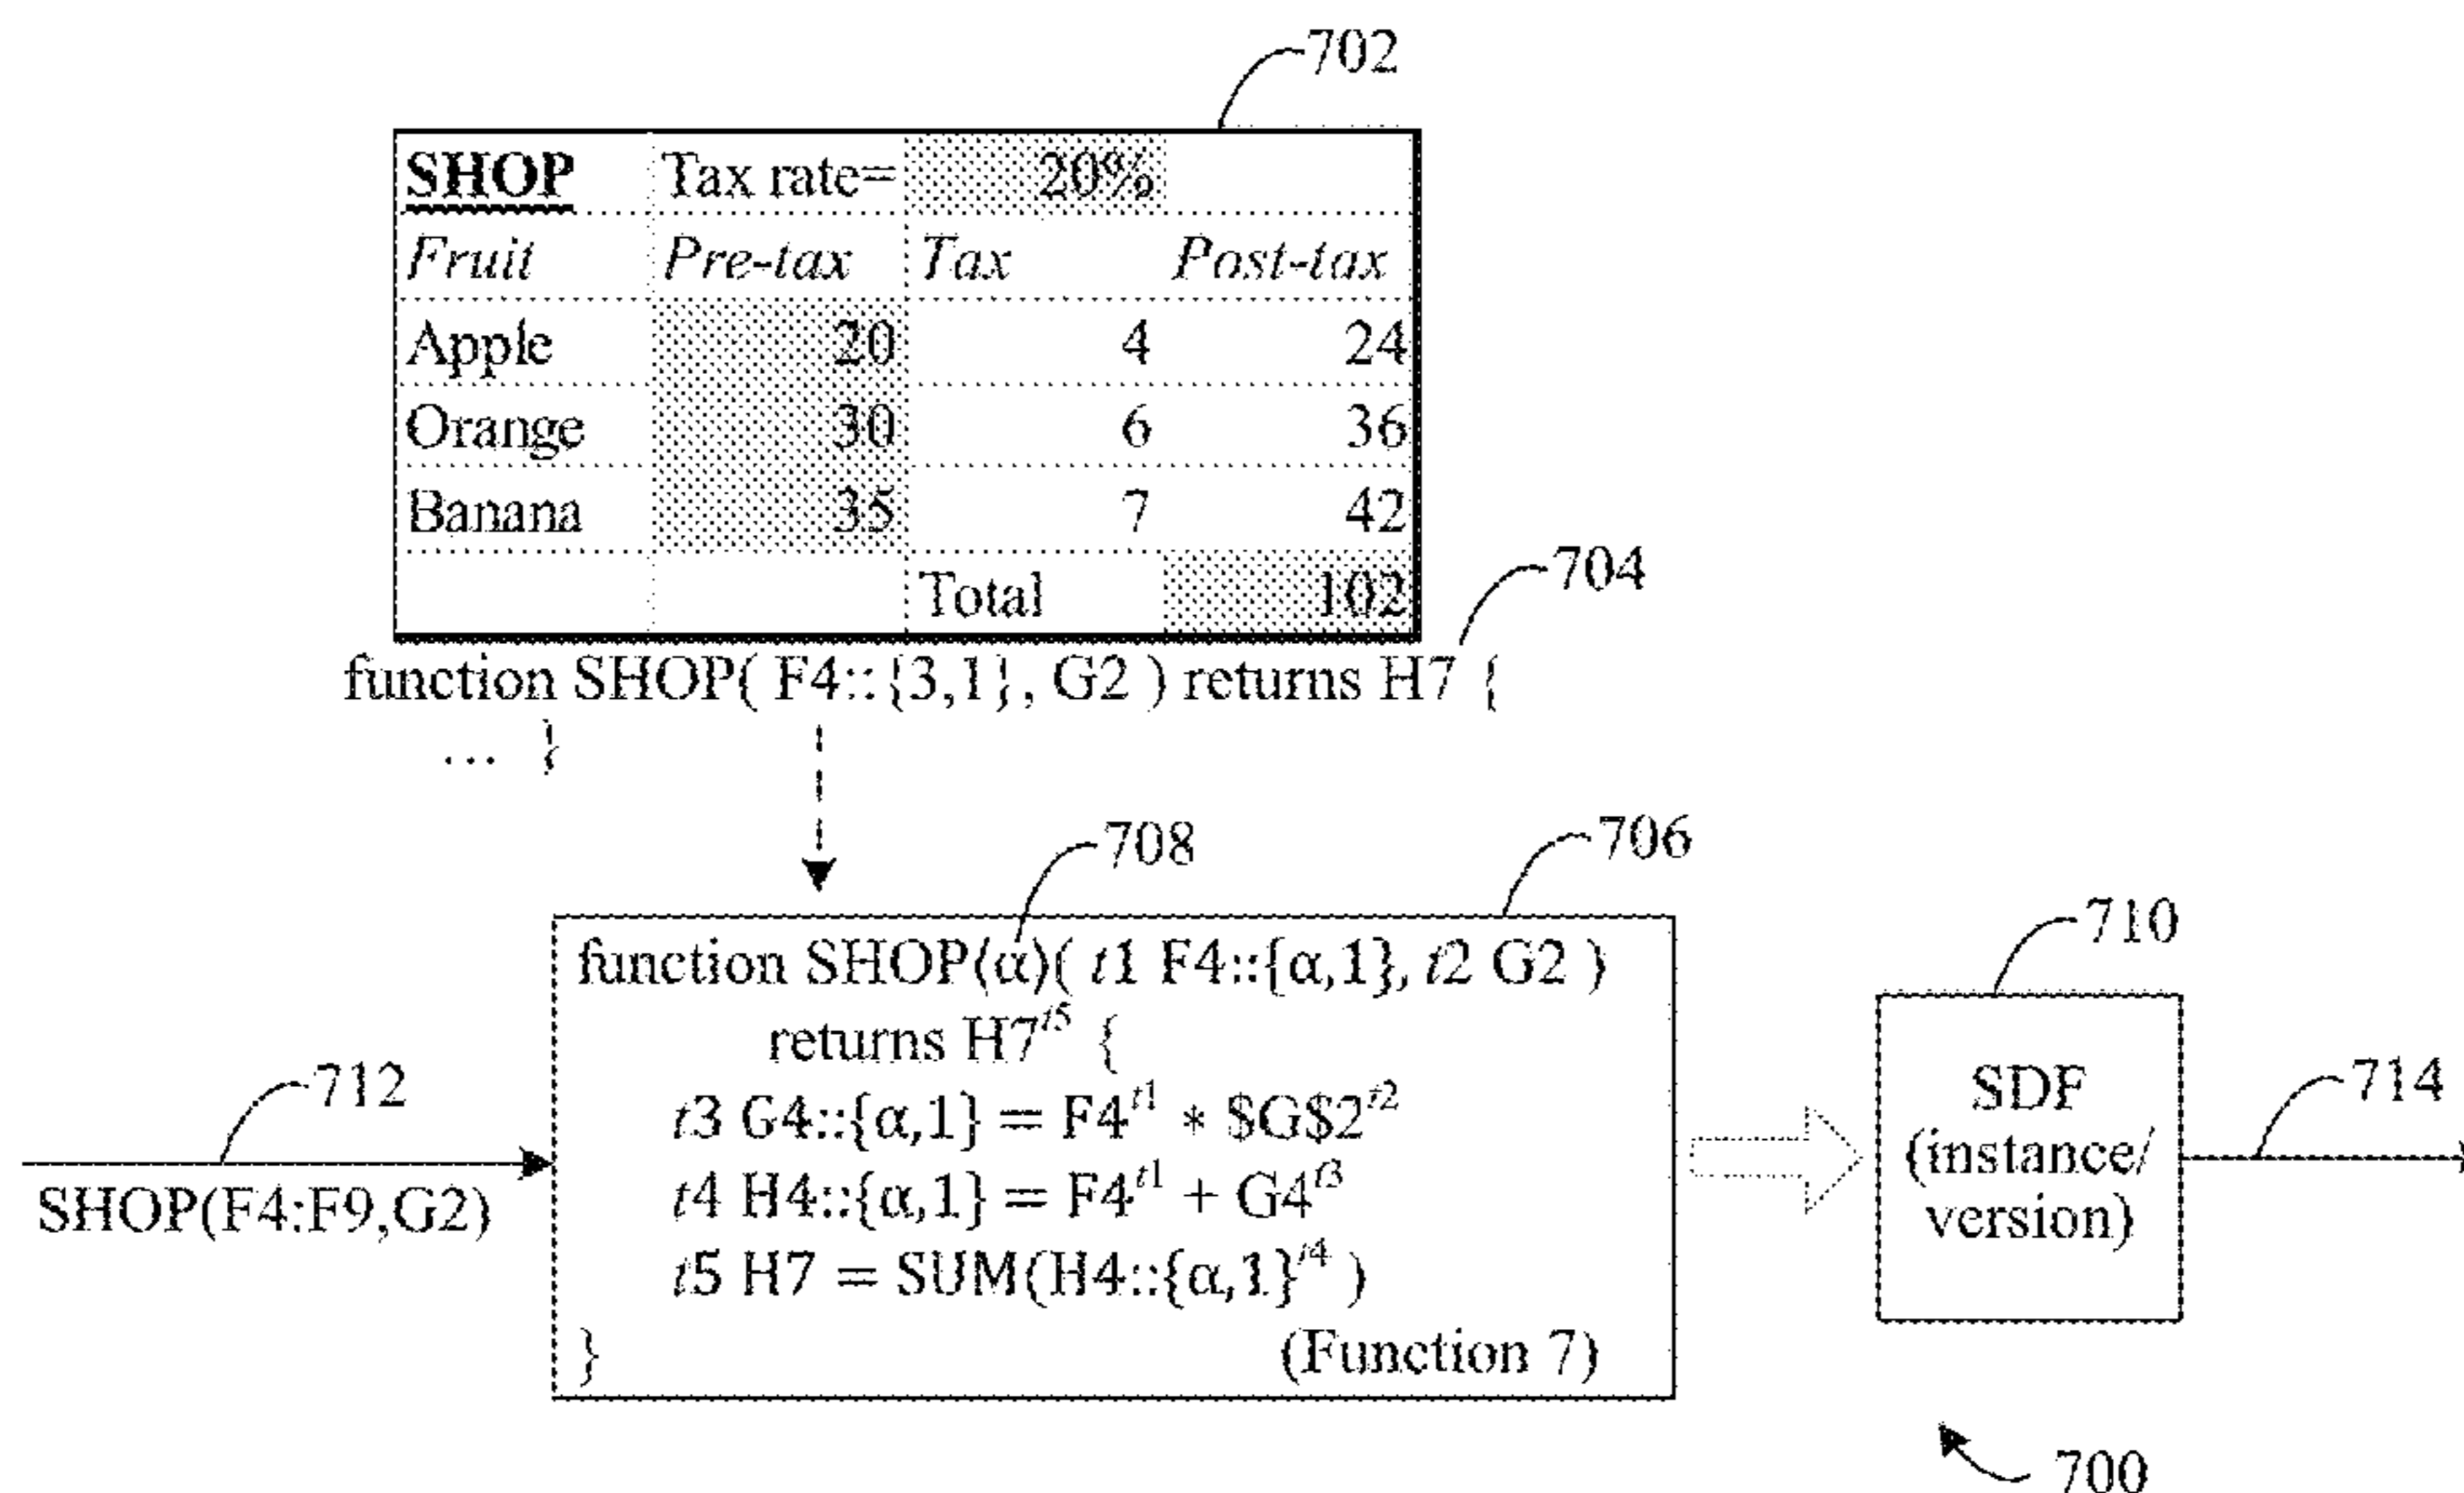 702
SHOP Tax rate= 20%
Fruit Pre-tax Tax Post-tax
Apple 20 4 24
Orange 30 6 36
Banana 35 7 42
Total 102
704
function SHOP( F4::{3,1}, G2 ) returns H7 {
... }
708
706
710
function SHOP⟨α⟩( t1 F4::{α,1}, t2 G2 )
returns H7^t5 {
t3 G4::{α,1} = F4^t1 * $G$2^t2
t4 H4::{α,1} = F4^t1 + G4^t3
t5 H7 = SUM(H4::{α,1}^t4 )
}
(Function 7)
712
SHOP(F4:F9,G2)
SDF
(instance/
version)
714
700